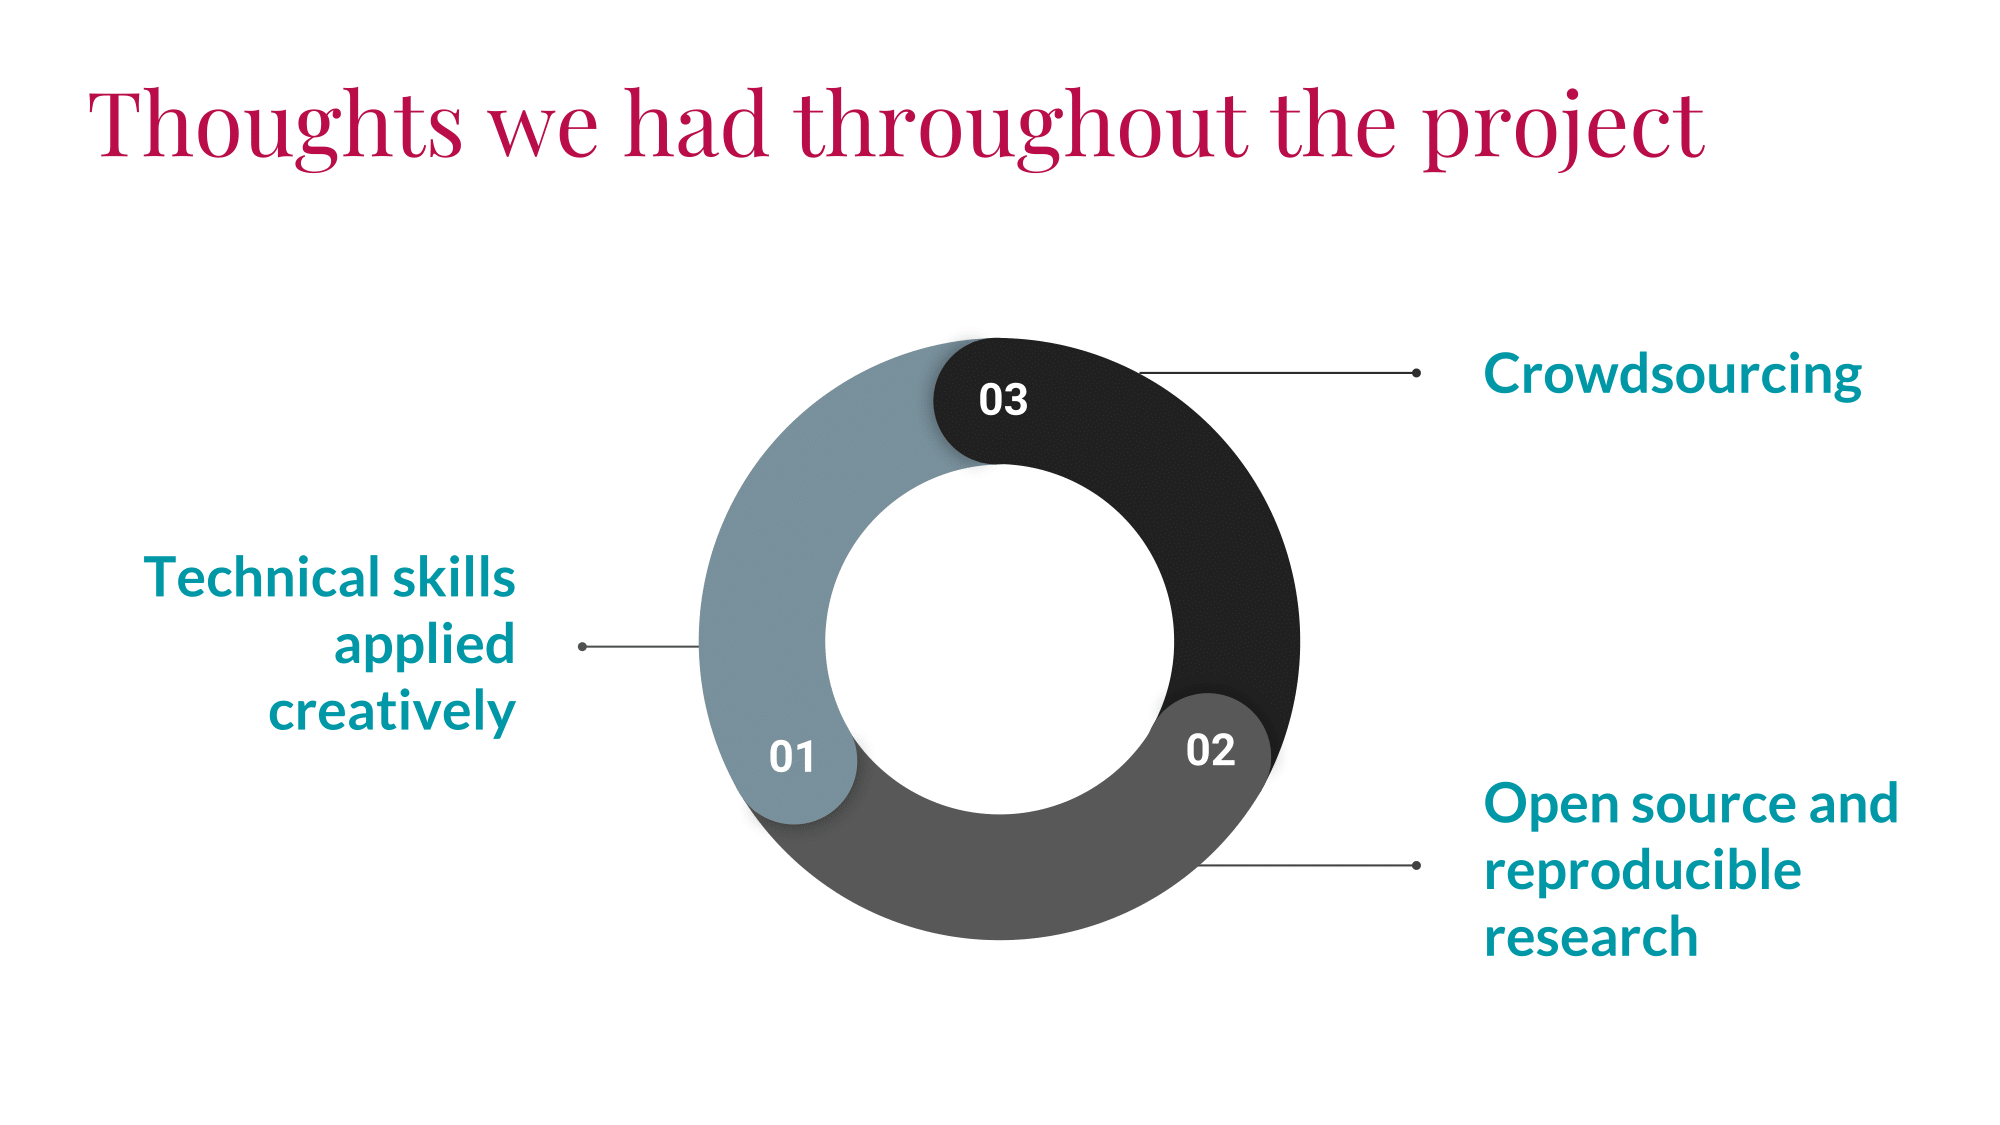 Thoughts we had throughout the project
03
Crowdsourcing
Technical skills
applied
creatively
01
02
Open source and
reproducible
research